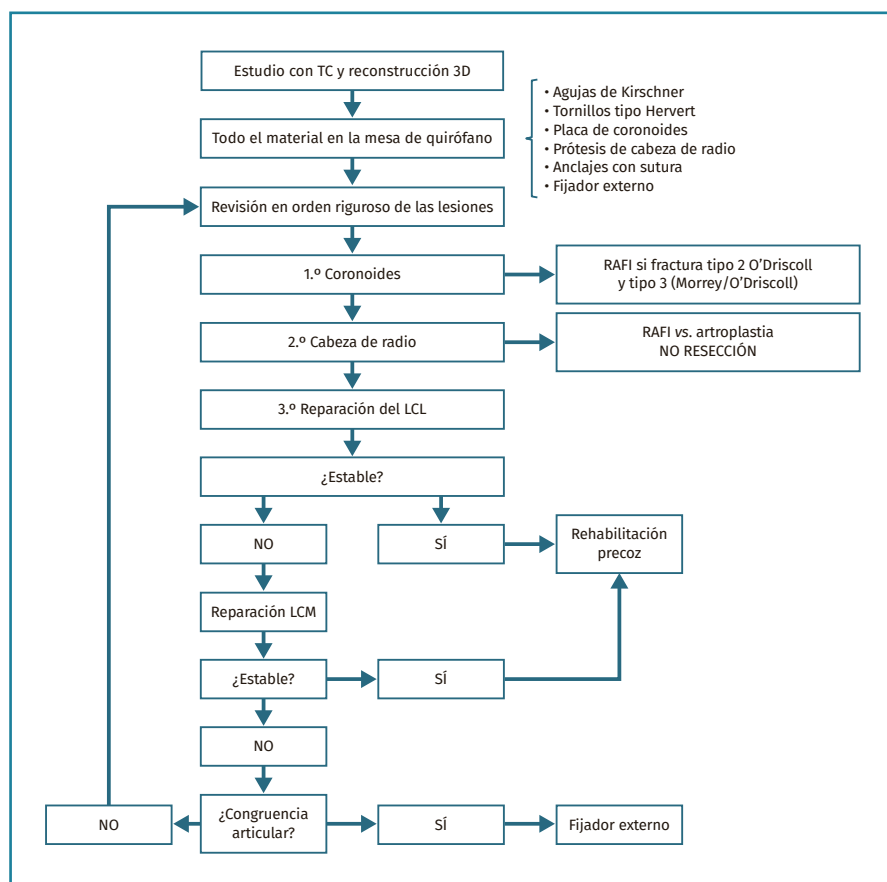 Estudio con TC y reconstrucción 3D
Todo el material en la mesa de quirófano
• Agujas de Kirschner
• Tornillos tipo Hervert
• Placa de coronoides
• Prótesis de cabeza de radio
• Anclajes con sutura
• Fijador externo
Revisión en orden riguroso de las lesiones
1.º Coronoides
RAFI si fractura tipo 2 O’Driscoll
y tipo 3 (Morrey/O’Driscoll)
2.º Cabeza de radio
RAFI vs. artroplastia
NO RESECCIÓN
3.º Reparación del LCL
¿Estable?
NO
SÍ
Rehabilitación
precoz
Reparación LCM
¿Estable?
SÍ
NO
NO
¿Congruencia
articular?
SÍ
Fijador externo